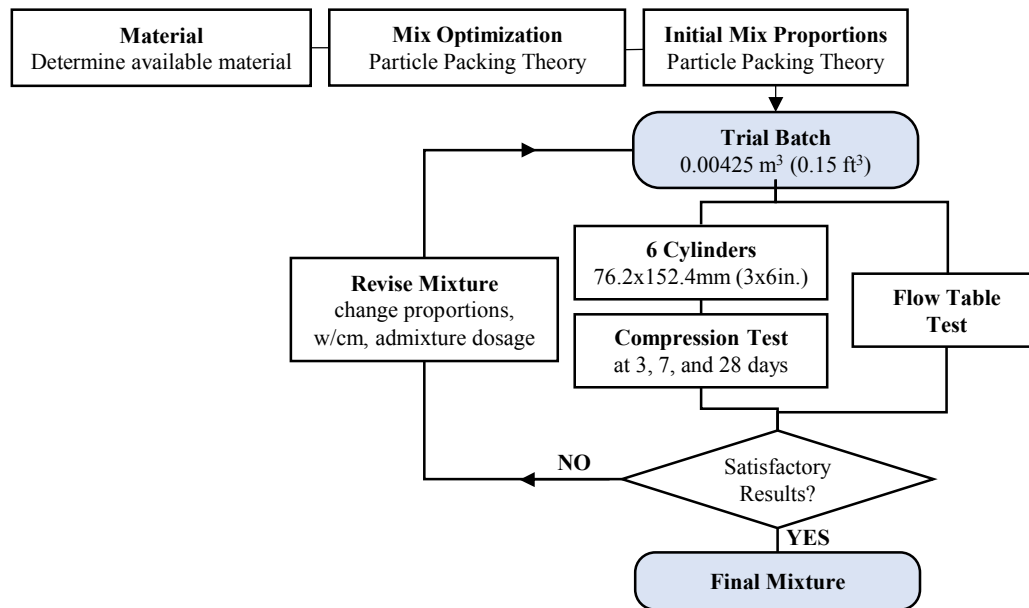 Material
Determine available material
Mix Optimization
Particle Packing Theory
Initial Mix Proportions
Particle Packing Theory
Trial Batch
0.00425 m³ (0.15 ft³)
6 Cylinders
76.2x152.4mm (3x6in.)
Revise Mixture
change proportions,
w/cm, admixture dosage
Flow Table
Test
Compression Test
at 3, 7, and 28 days
NO
Satisfactory
Results?
YES
Final Mixture